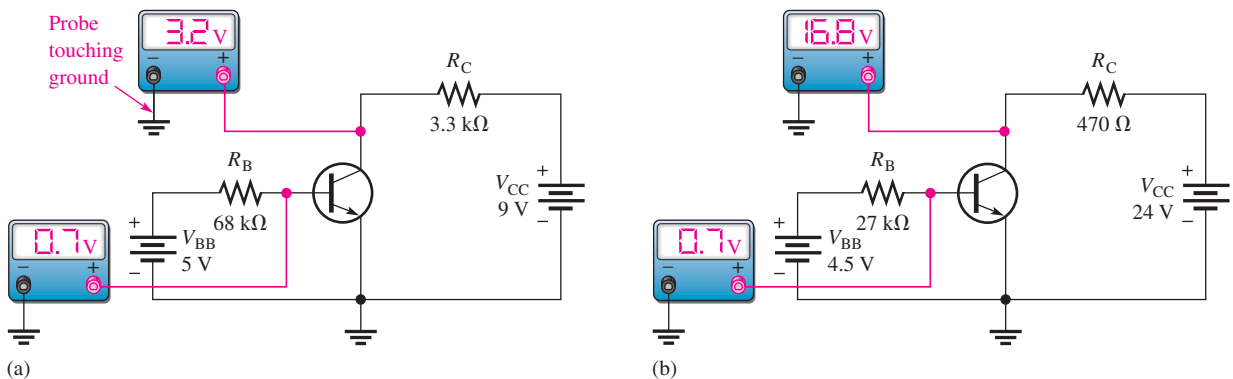 Probe
touching
ground
3.2 V
– +
R_C
3.3 kΩ
R_B
68 kΩ
+
V_CC
9 V
–
+
V_BB
5 V
–
0.7 V
– +
(a)
16.8 V
– +
R_C
470 Ω
R_B
27 kΩ
+
V_CC
24 V
–
+
V_BB
4.5 V
–
0.7 V
– +
(b)